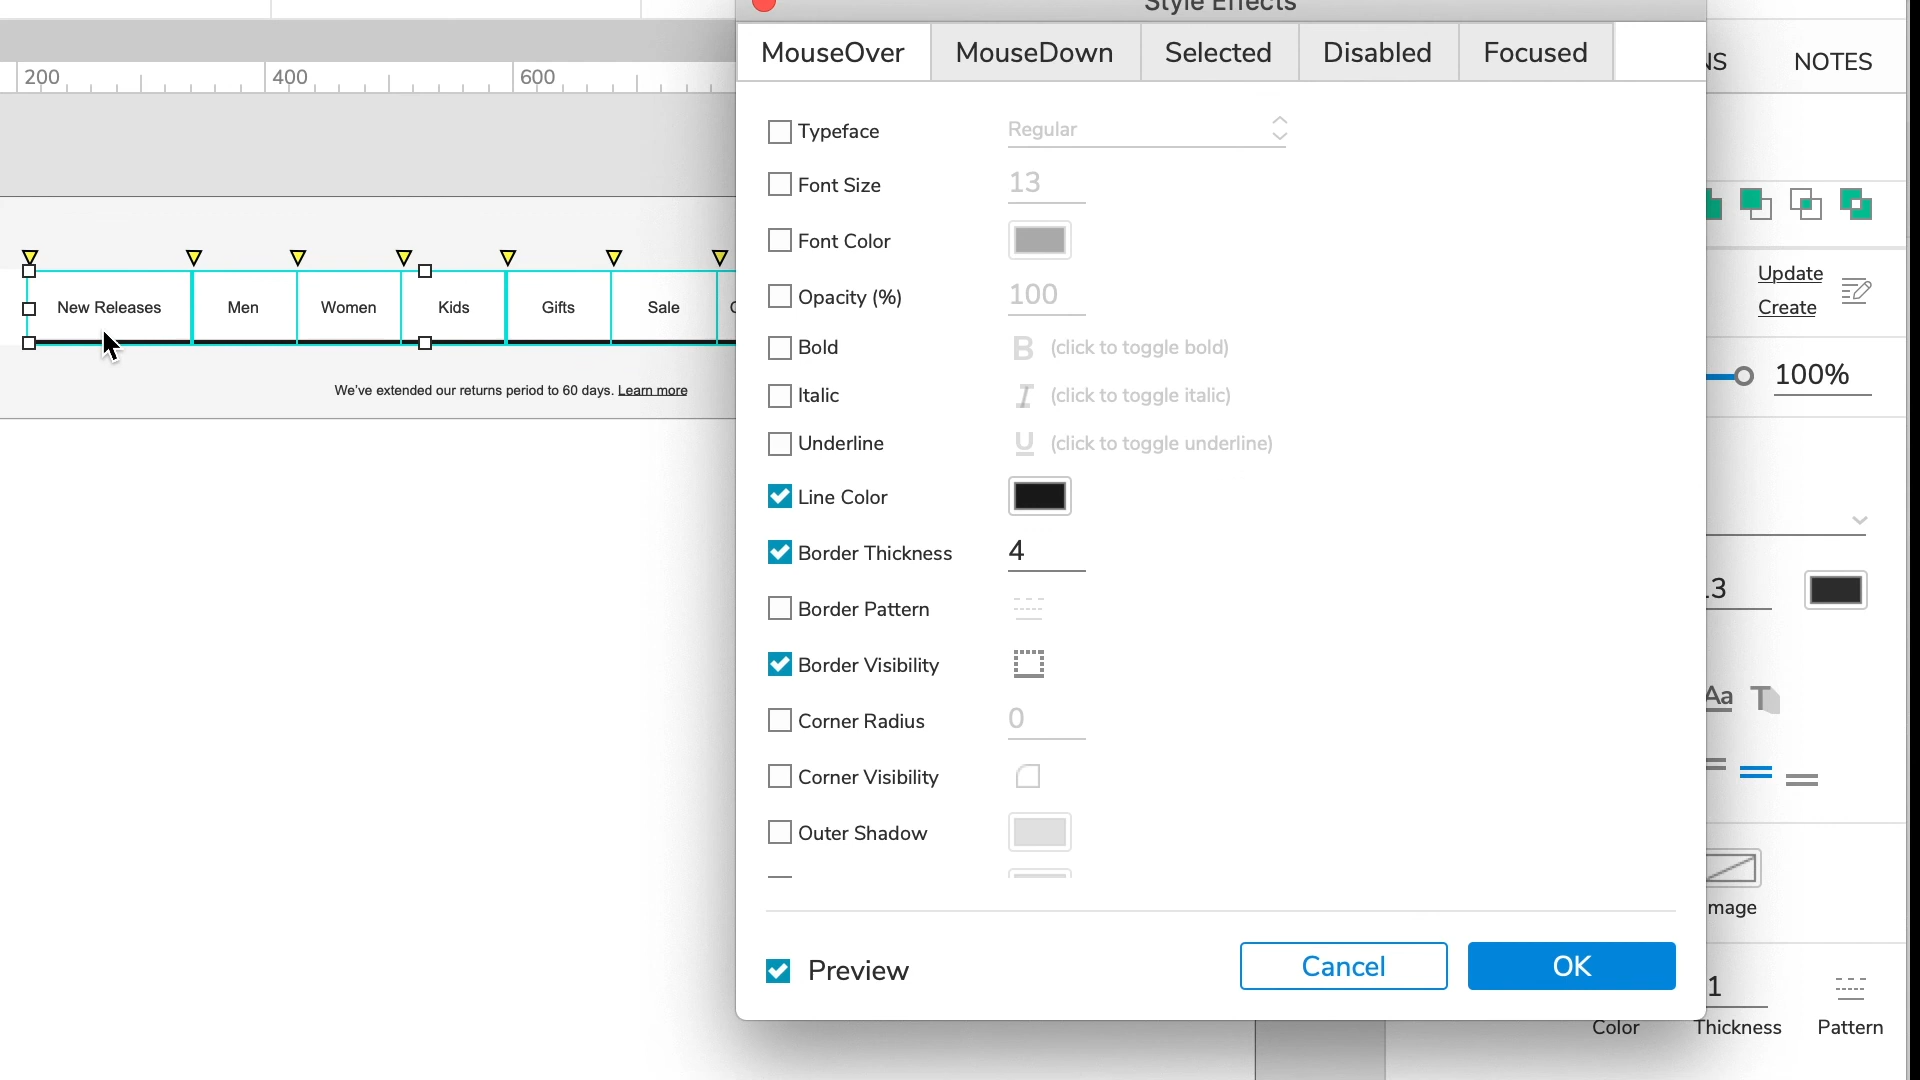 Style Effects
MouseOver MouseDown Selected Disabled Focused
NOTES
200 400 600
Typeface Regular
Font Size 13
Font Color
Opacity (%) 100
Bold B (click to toggle bold)
Italic I (click to toggle italic)
Underline U (click to toggle underline)
Line Color
Border Thickness 4
Border Pattern
Border Visibility
Corner Radius 0
Corner Visibility
Outer Shadow
Preview Cancel OK
New Releases Men Women Kids Gifts Sale
We've extended our returns period to 60 days. Learn more
Update
Create
100%
Aa T
1
Color Thickness Pattern